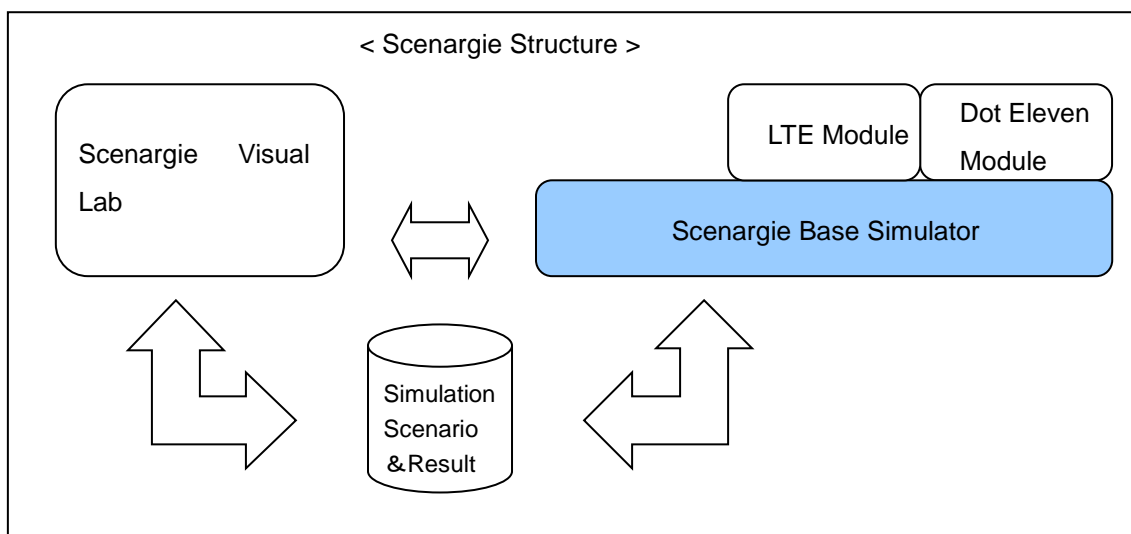 < Scenargie Structure >
Scenargie Visual
Lab
LTE Module
Dot Eleven
Module
Scenargie Base Simulator
Simulation
Scenario
&Result